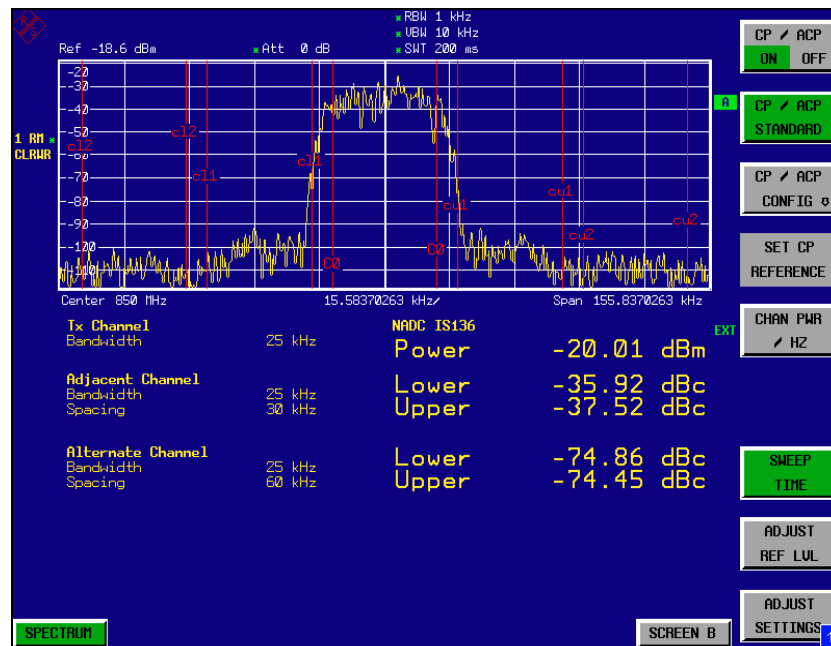 R S
* RBW 1 kHz
* VBW 10 kHz
Ref -18.6 dBm * Att 0 dB * SWT 200 ms
-20
-30
-40
-50
-60
-70
-80
-90
-100
-110
1 RM *
CLRWR
A
cl2
cl2
cl1
cl1
C0
C0
cu1
cu1
cu2
cu2
Center 850 MHz 15.58370263 kHz/ Span 155.8370263 kHz
Tx Channel NADC IS136
Bandwidth 25 kHz Power -20.01 dBm
EXT
Adjacent Channel Lower -35.92 dBc
Bandwidth 25 kHz Upper -37.52 dBc
Spacing 30 kHz
Alternate Channel Lower -74.86 dBc
Bandwidth 25 kHz Upper -74.45 dBc
Spacing 60 kHz
CP / ACP
ON OFF
CP / ACP
STANDARD
CP / ACP
CONFIG
SET CP
REFERENCE
CHAN PWR
/ HZ
SWEEP
TIME
ADJUST
REF LVL
ADJUST
SETTINGS
SPECTRUM
SCREEN B